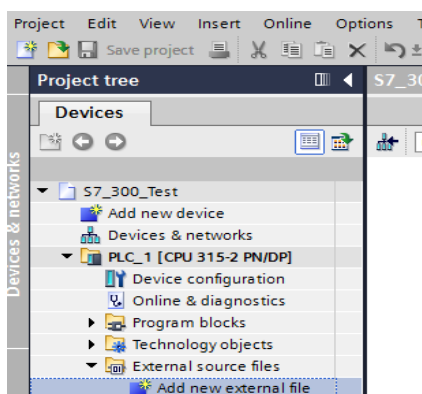 Project Edit View Insert Online Options
Save project
Project tree
S7_30
Devices
Devices & networks
S7_300_Test
Add new device
Devices & networks
PLC_1 [CPU 315-2 PN/DP]
Device configuration
Online & diagnostics
Program blocks
Technology objects
External source files
Add new external file